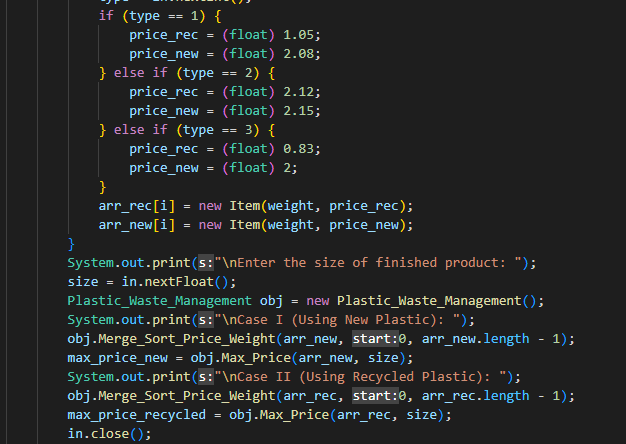 if (type == 1) {
price_rec = (float) 1.05;
price_new = (float) 2.08;
} else if (type == 2) {
price_rec = (float) 2.12;
price_new = (float) 2.15;
} else if (type == 3) {
price_rec = (float) 0.83;
price_new = (float) 2;
}
arr_rec[i] = new Item(weight, price_rec);
arr_new[i] = new Item(weight, price_new);
}
System.out.print(s:"\nEnter the size of finished product: ");
size = in.nextFloat();
Plastic_Waste_Management obj = new Plastic_Waste_Management();
System.out.print(s:"\nCase I (Using New Plastic): ");
obj.Merge_Sort_Price_Weight(arr_new, start:0, arr_new.length - 1);
max_price_new = obj.Max_Price(arr_new, size);
System.out.print(s:"\nCase II (Using Recycled Plastic): ");
obj.Merge_Sort_Price_Weight(arr_rec, start:0, arr_rec.length - 1);
max_price_recycled = obj.Max_Price(arr_rec, size);
in.close();